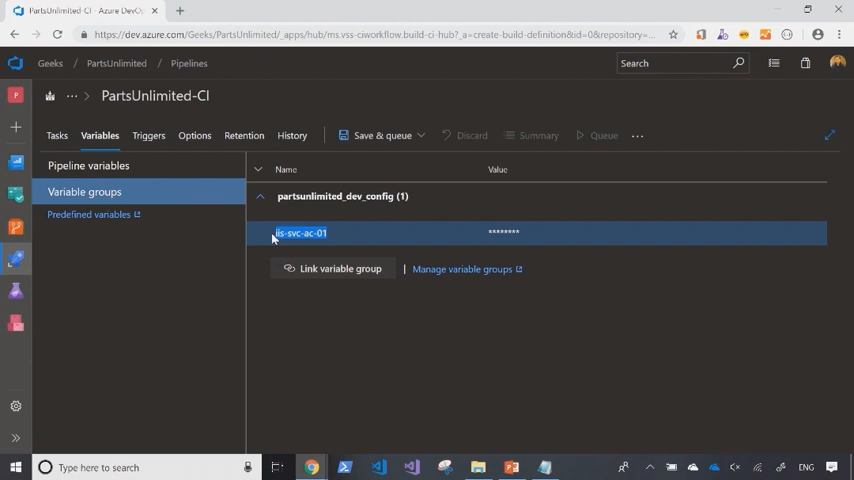 PartsUnlimited - Azure DevO
https://dev.azure.com/Geeks/PartsUnlimited/_apps/hub/ms.vss-ciworkflow.build-ci-hub?_a=create-build-definition&id=0&repository=...
Geeks / PartsUnlimited / Pipelines
Search
P
... > PartsUnlimited-CI
Tasks Variables Triggers Options Retention History Save & queue Discard Summary Queue ...
Pipeline variables
Variable groups
Predefined variables
Name Value
partsunlimited_dev_config (1)
iis-svc-ac-01 ********
Link variable group | Manage variable groups
Type here to search
ENG